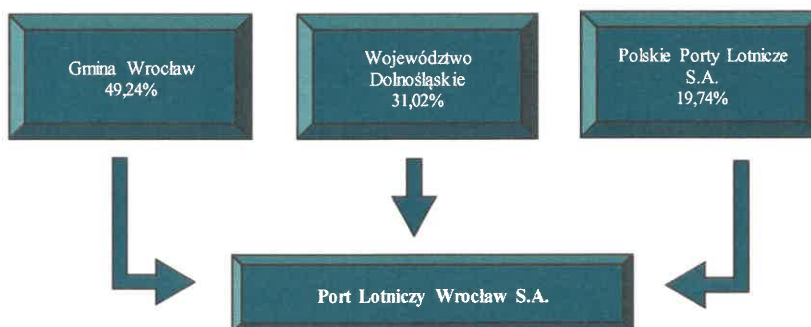 Gmina Wrocław
49,24%
Województwo
Dolnośląskie
31,02%
Polskie Porty Lotnicze
S.A.
19,74%
Port Lotniczy Wrocław S.A.